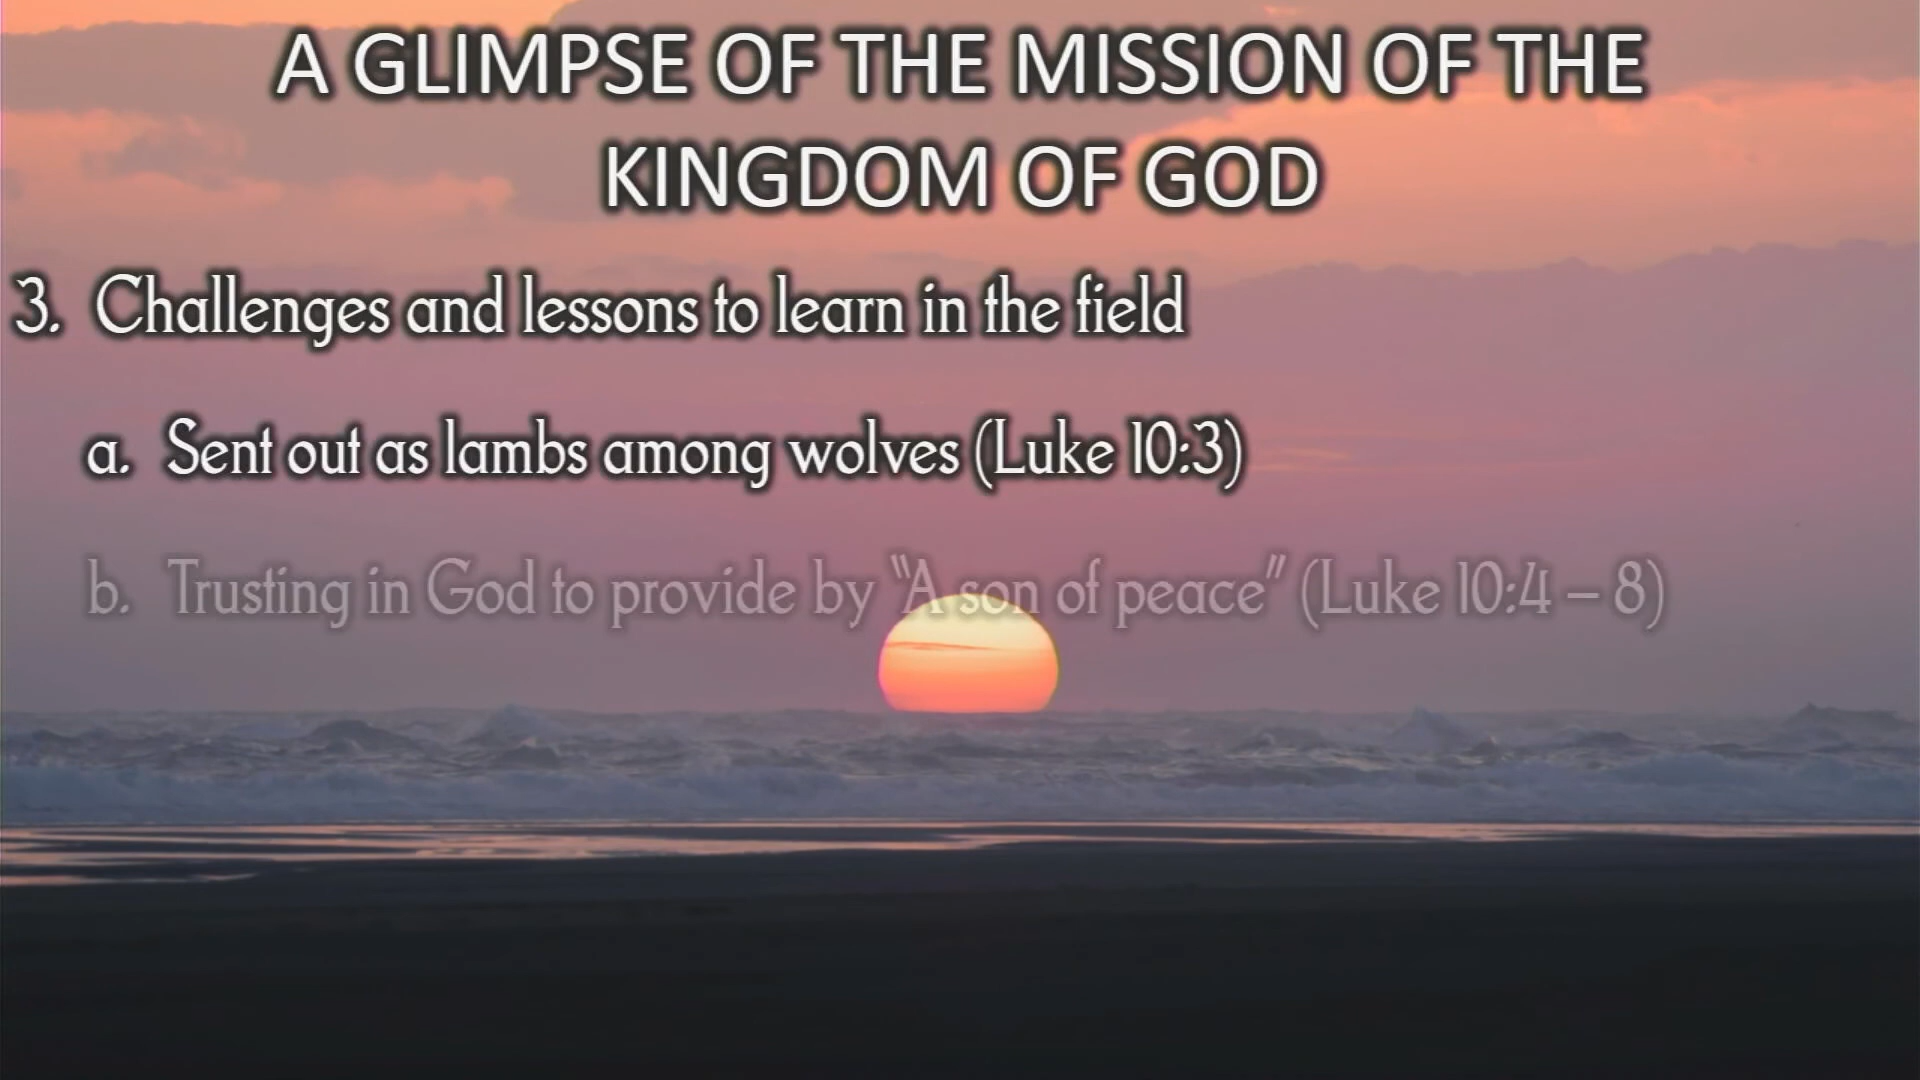 A GLIMPSE OF THE MISSION OF THE
KINGDOM OF GOD
3. Challenges and lessons to learn in the field
a. Sent out as lambs among wolves (Luke 10:3)
b. Trusting in God to provide by “A son of peace” (Luke 10:4 – 8)